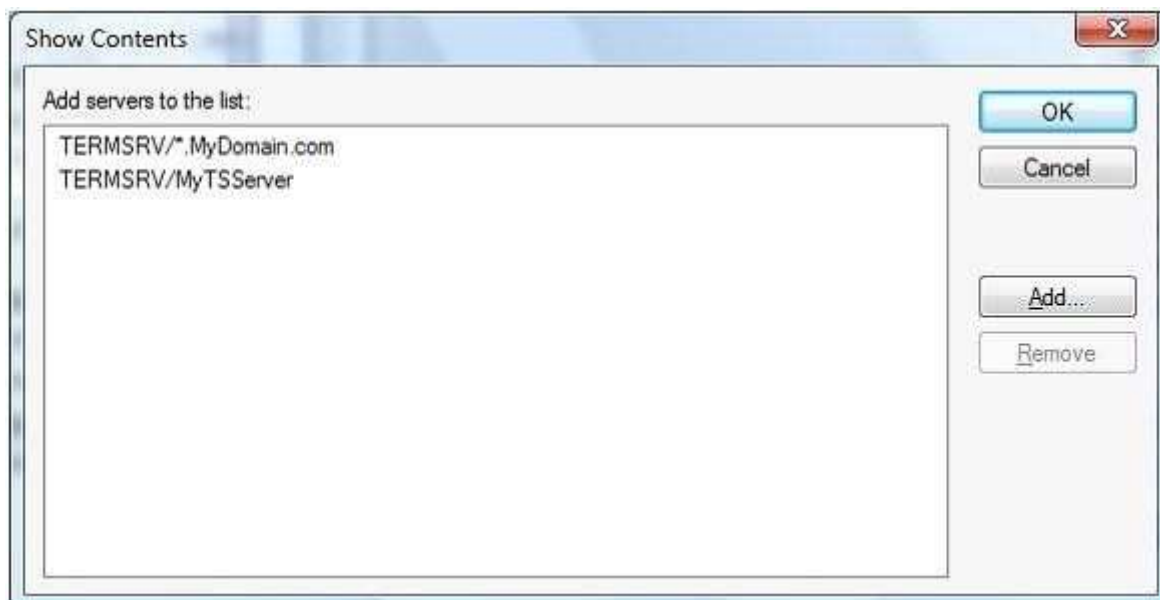 Show Contents
Add servers to the list:
TERMSRV/*.MyDomain.com
TERMSRV/MyTSServer
OK
Cancel
Add...
Remove